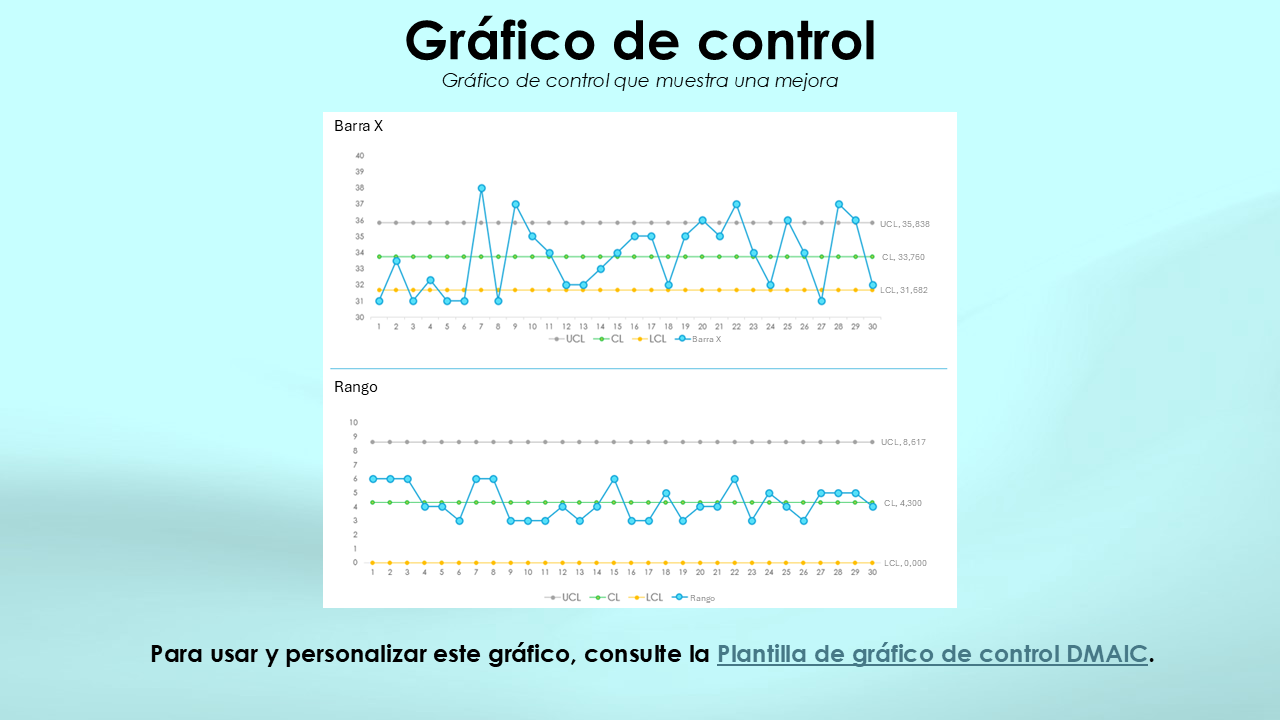 Gráfico de control
Gráfico de control que muestra una mejora
Barra X
40
39
38
37
36
35
34
33
32
31
30
UCL, 35,838
CL, 33,760
LCL, 31,682
1 2 3 4 5 6 7 8 9 10 11 12 13 14 15 16 17 18 19 20 21 22 23 24 25 26 27 28 29 30
UCL CL LCL Barra X
Rango
10
9
8
7
6
5
4
3
2
1
0
UCL, 8,617
CL, 4,300
LCL, 0,000
1 2 3 4 5 6 7 8 9 10 11 12 13 14 15 16 17 18 19 20 21 22 23 24 25 26 27 28 29 30
UCL CL LCL Rango
Para usar y personalizar este gráfico, consulte la Plantilla de gráfico de control DMAIC.